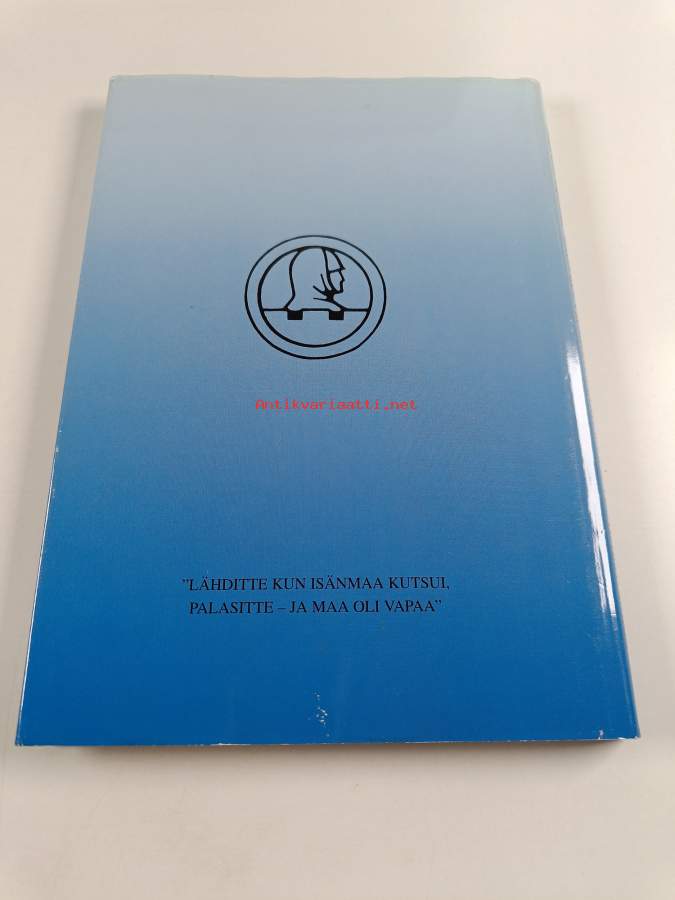 Antikvariaatti.net
”LÄHDITTE KUN ISÄNMAA KUTSUI,
PALASITTE – JA MAA OLI VAPAA”